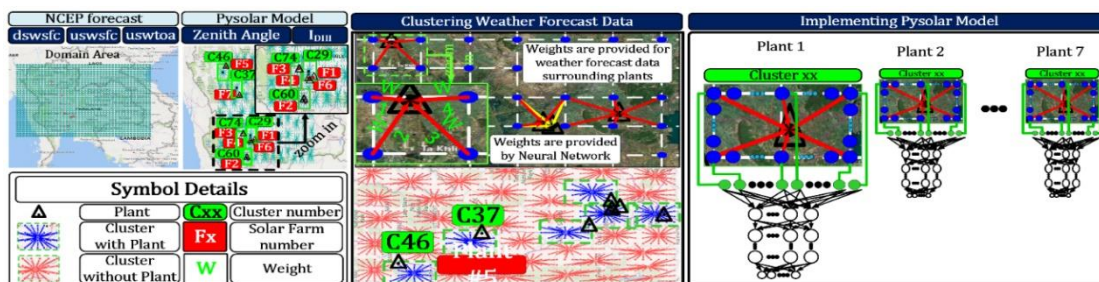 NCEP forecast
dswsfc uswsfc uswtoa
Domain Area
Pysolar Model
Zenith Angle I_DIH
C46
F5
C37
F7
C74 C29
F3
F4
F1
F6
C60
F2
C74 C29
F3
F1
F6
C60
F2
zoom in
Symbol Details
Plant
Cxx
Cluster number
Cluster with Plant
Fx
Solar Farm number
Cluster without Plant
W
Weight
Clustering Weather Forecast Data
Weights are provided for
weather forecast data
surrounding plants
W
W
W
Weights are provided
by Neural Network
C37
C46
Plant
#5
Implementing Pysolar Model
Plant 1
Cluster xx
Plant 2
Cluster xx
Plant 7
Cluster xx